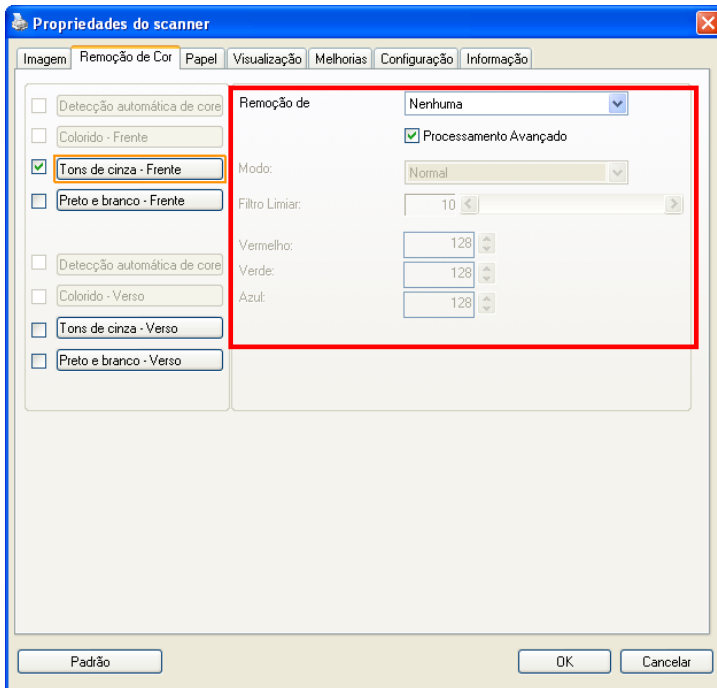 Propriedades do scanner
Imagem Remoção de Cor Papel Visualização Melhorias Configuração Informação
Detecção automática de core
Remoção de Nenhuma
Colorido - Frente
Processamento Avançado
Tons de cinza - Frente
Modo: Normal
Preto e branco - Frente
Filtro Limiar: 10
Vermelho: 128
Detecção automática de core
Verde: 128
Colorido - Verso
Azul: 128
Tons de cinza - Verso
Preto e branco - Verso
Padrão OK Cancelar